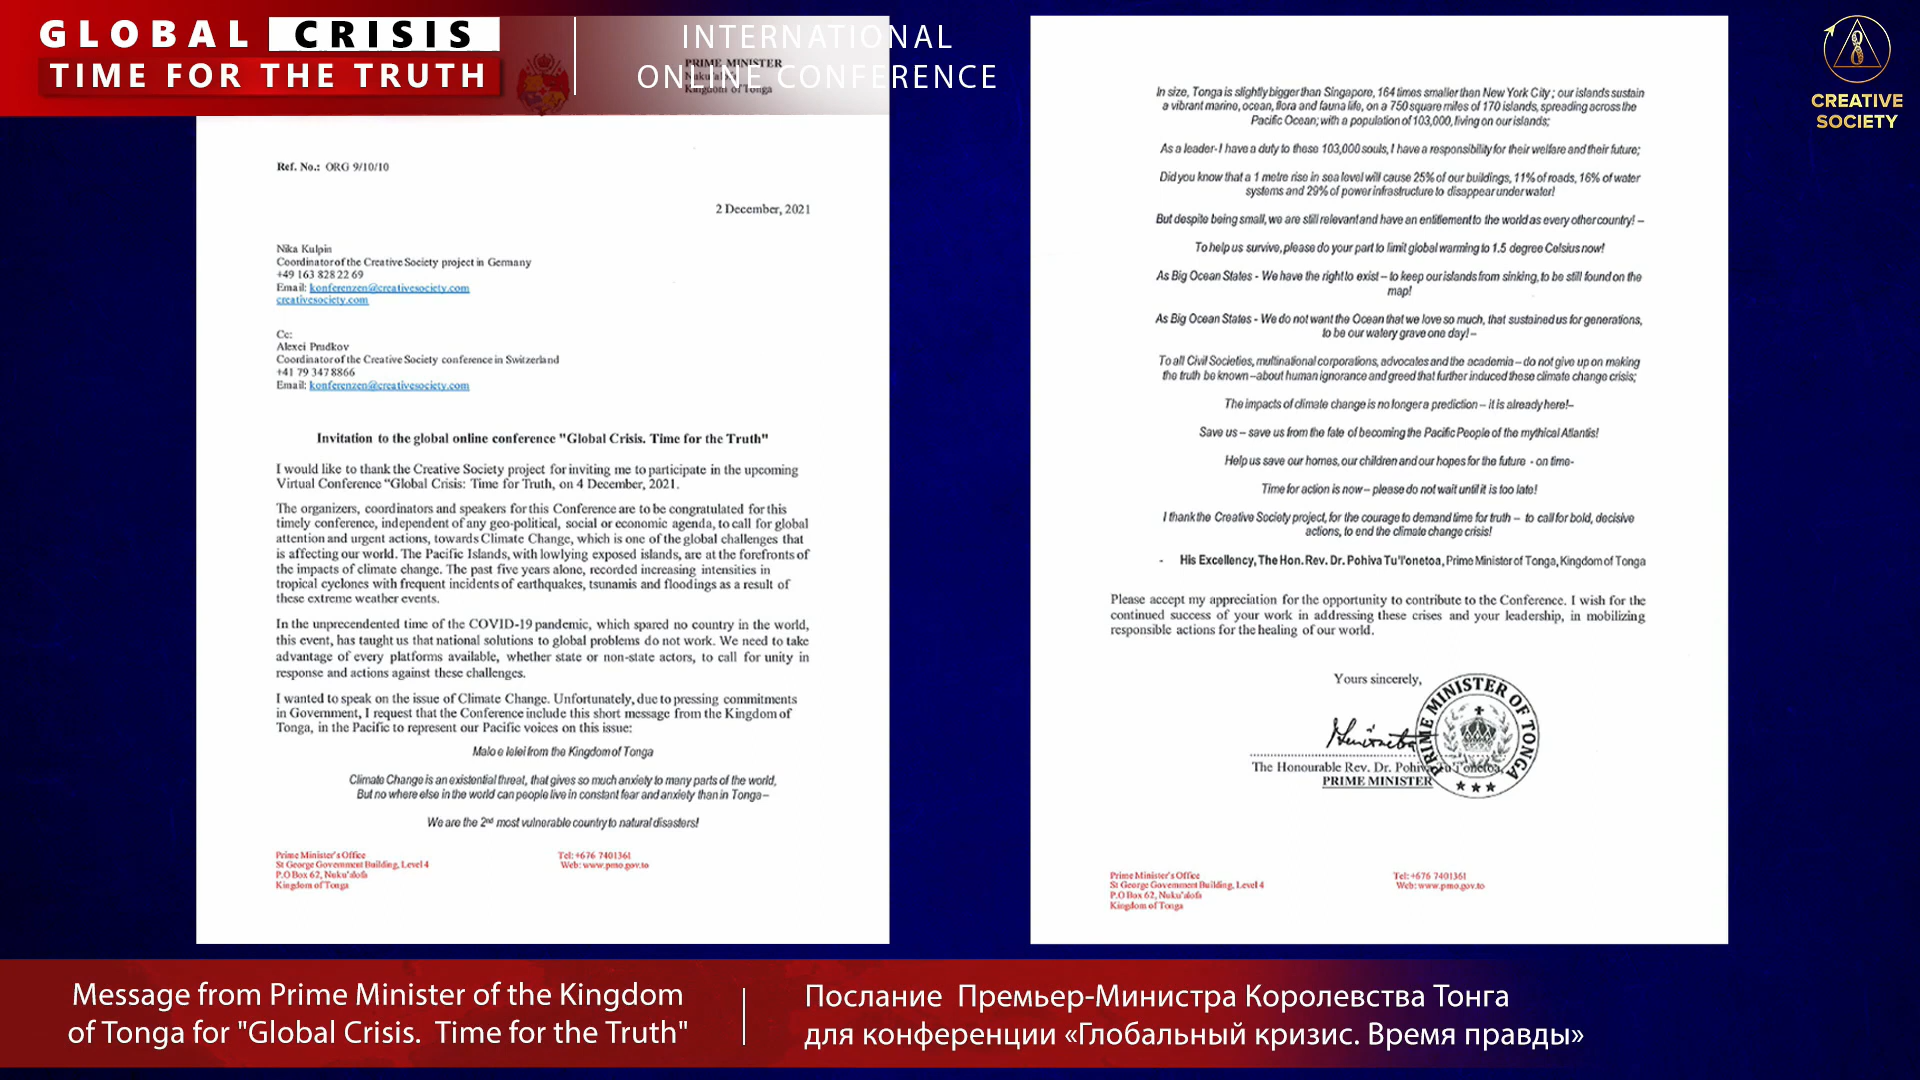 GLOBAL CRISIS
TIME FOR THE TRUTH
INTERNATIONAL
ONLINE CONFERENCE
CREATIVE
SOCIETY
PRIME MINISTER
Nuku'alofa
Kingdom of Tonga
Ref. No.: ORG 9/10/10
2 December, 2021
Nika Kulpin
Coordinator of the Creative Society project in Germany
+49 163 828 22 69
Email: konferenzen@creativesociety.com
creativesociety.com
Cc:
Alexei Prudkov
Coordinator of the Creative Society conference in Switzerland
+41 79 347 8866
Email: konferenzen@creativesociety.com
Invitation to the global online conference "Global Crisis. Time for the Truth"
I would like to thank the Creative Society project for inviting me to participate in the upcoming
Virtual Conference "Global Crisis: Time for Truth, on 4 December, 2021.
The organizers, coordinators and speakers for this Conference are to be congratulated for this
timely conference, independent of any geo-political, social or economic agenda, to call for global
attention and urgent actions, towards Climate Change, which is one of the global challenges that
is affecting our world. The Pacific Islands, with lowlying exposed islands, are at the forefronts of
the impacts of climate change. The past five years alone, recorded increasing intensities in
tropical cyclones with frequent incidents of earthquakes, tsunamis and floodings as a result of
these extreme weather events.
In the unprecendented time of the COVID-19 pandemic, which spared no country in the world,
this event, has taught us that national solutions to global problems do not work. We need to take
advantage of every platforms available, whether state or non-state actors, to call for unity in
response and actions against these challenges.
I wanted to speak on the issue of Climate Change. Unfortunately, due to pressing commitments
in Government, I request that the Conference include this short message from the Kingdom of
Tonga, in the Pacific to represent our Pacific voices on this issue:
Malo e lelei from the Kingdom of Tonga
Climate Change is an existential threat, that gives so much anxiety to many parts of the world,
But no where else in the world can people live in constant fear and anxiety than in Tonga –
We are the 2nd most vulnerable country to natural disasters!
Prime Minister's Office
St George Government Building, Level 4
P.O Box 62, Nuku'alofa
Kingdom of Tonga
Tel: +676 7401361
Web: www.pmo.gov.to
In size, Tonga is slightly bigger than Singapore, 164 times smaller than New York City; our islands sustain
a vibrant marine, ocean, flora and fauna life, on a 750 square miles of 170 islands, spreading across the
Pacific Ocean; with a population of 103,000, living on our islands;
As a leader- I have a duty to these 103,000 souls, I have a responsibility for their welfare and their future;
Did you know that a 1 metre rise in sea level will cause 25% of our buildings, 11% of roads, 16% of water
systems and 29% of power infrastructure to disappear under water!
But despite being small, we are still relevant and have an entitlement to the world as every other country! –
To help us survive, please do your part to limit global warming to 1.5 degree Celsius now!
As Big Ocean States - We have the right to exist – to keep our islands from sinking, to be still found on the
map!
As Big Ocean States - We do not want the Ocean that we love so much, that sustained us for generations,
to be our watery grave one day! –
To all Civil Societies, multinational corporations, advocates and the academia – do not give up on making
the truth be known –about human ignorance and greed that further induced these climate change crisis;
The impacts of climate change is no longer a prediction – it is already here!–
Save us – save us from the fate of becoming the Pacific People of the mythical Atlantis!
Help us save our homes, our children and our hopes for the future - on time-
Time for action is now – please do not wait until it is too late!
I thank the Creative Society project, for the courage to demand time for truth – to call for bold, decisive
actions, to end the climate change crisis!
- His Excellency, The Hon. Rev. Dr. Pohiva Tu'i'onetoa, Prime Minister of Tonga, Kingdom of Tonga
Please accept my appreciation for the opportunity to contribute to the Conference. I wish for the
continued success of your work in addressing these crises and your leadership, in mobilizing
responsible actions for the healing of our world.
Yours sincerely,
The Honourable Rev. Dr. Pohiva Tu'i'onetoa,
PRIME MINISTER
PRIME MINISTER OF TONGA
Prime Minister's Office
St George Government Building, Level 4
P.O Box 62, Nuku'alofa
Kingdom of Tonga
Tel: +676 7401361
Web: www.pmo.gov.to
Message from Prime Minister of the Kingdom
of Tonga for "Global Crisis. Time for the Truth"
Послание Премьер-Министра Королевства Тонга
для конференции «Глобальный кризис. Время правды»